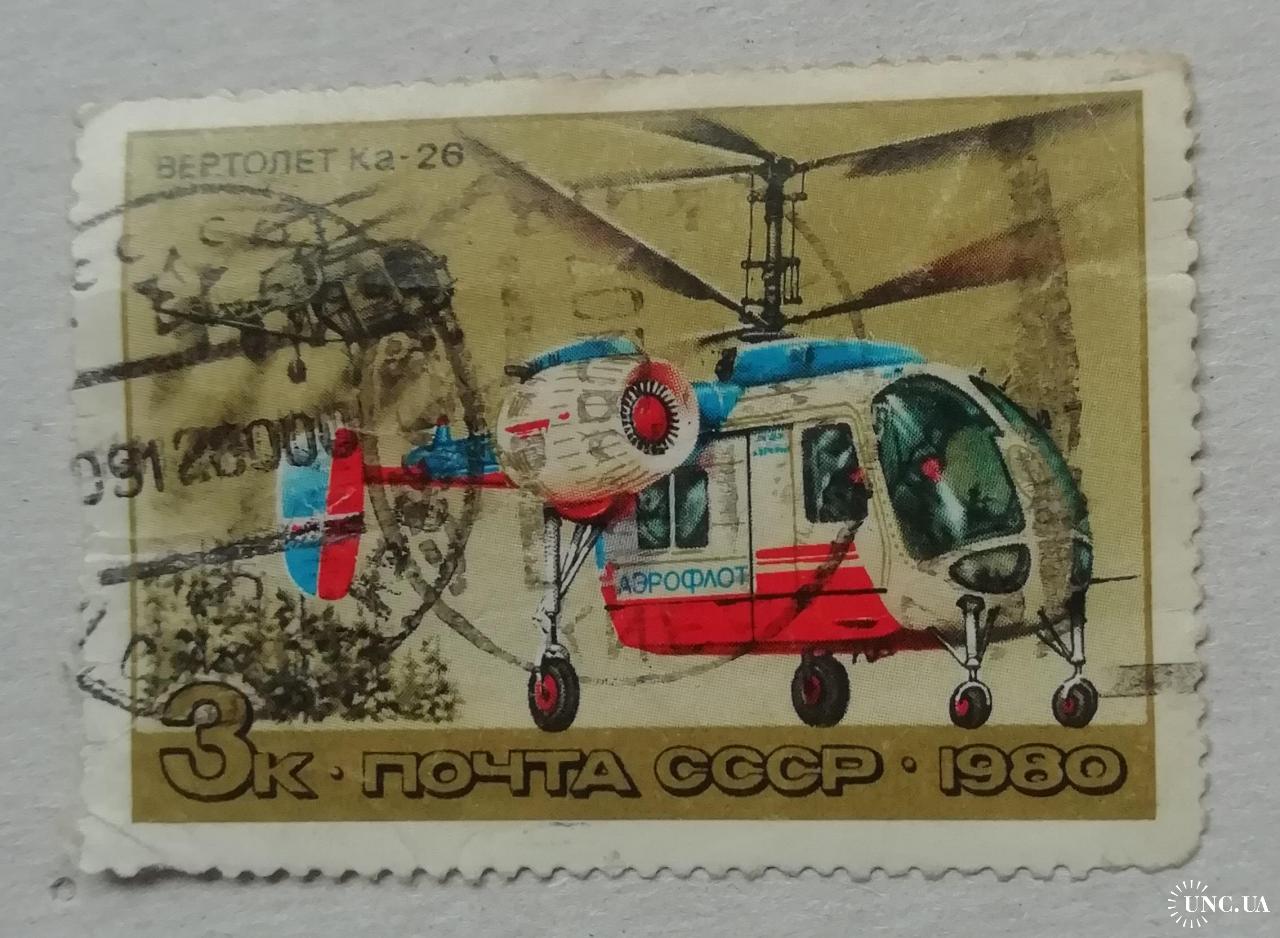 ВЕРТОЛЕТ Ка-26
АЭРОФЛОТ
3к · ПОЧТА СССР · 1980
UNC.UA